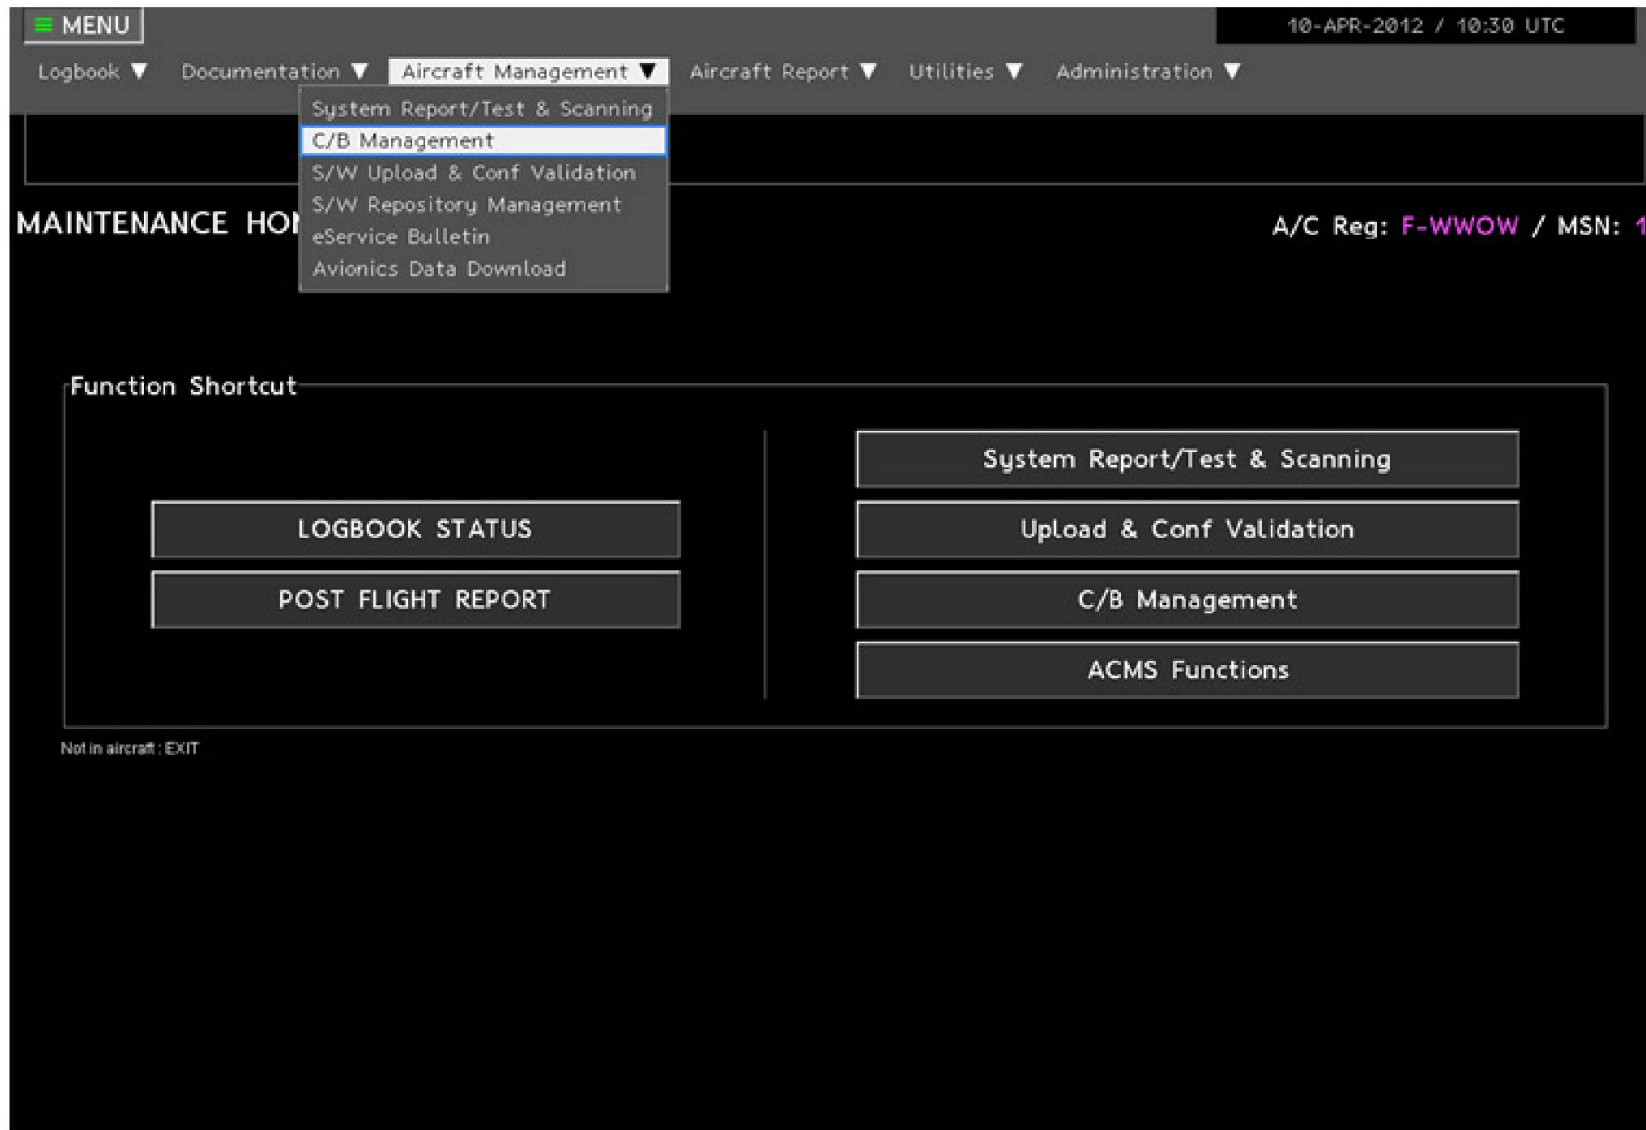 MENU
10-APR-2012 / 10:30 UTC
Logbook ▼ Documentation ▼ Aircraft Management ▼ Aircraft Report ▼ Utilities ▼ Administration ▼
System Report/Test & Scanning
C/B Management
S/W Upload & Conf Validation
S/W Repository Management
eService Bulletin
Avionics Data Download
MAINTENANCE
A/C Reg: F-WWOW / MSN:
Function Shortcut
LOGBOOK STATUS
POST FLIGHT REPORT
System Report/Test & Scanning
Upload & Conf Validation
C/B Management
ACMS Functions
Not in aircraft : EXIT